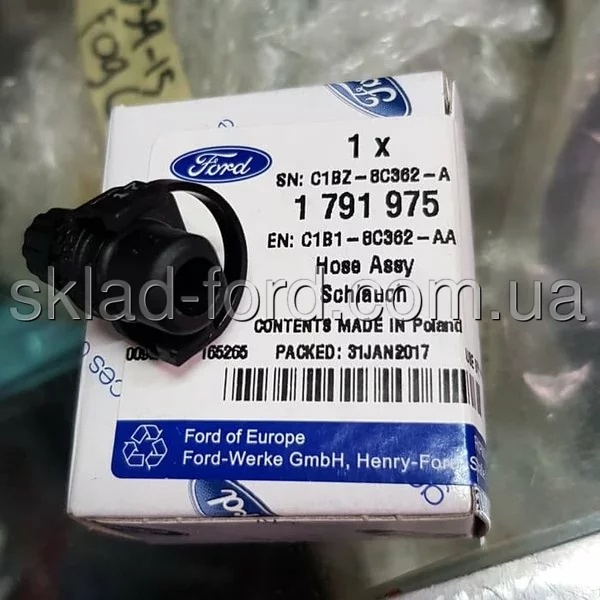 Ford
1 x
SN: C1BZ-8C362-A
1 791 975
EN: C1B1-8C362-AA
Hose Assy
Schlauch
sklad-ford.com.ua
CONTENTS MADE IN Poland
165265 PACKED: 31JAN2017
Ford of Europe
Ford-Werke GmbH, Henry-Ford